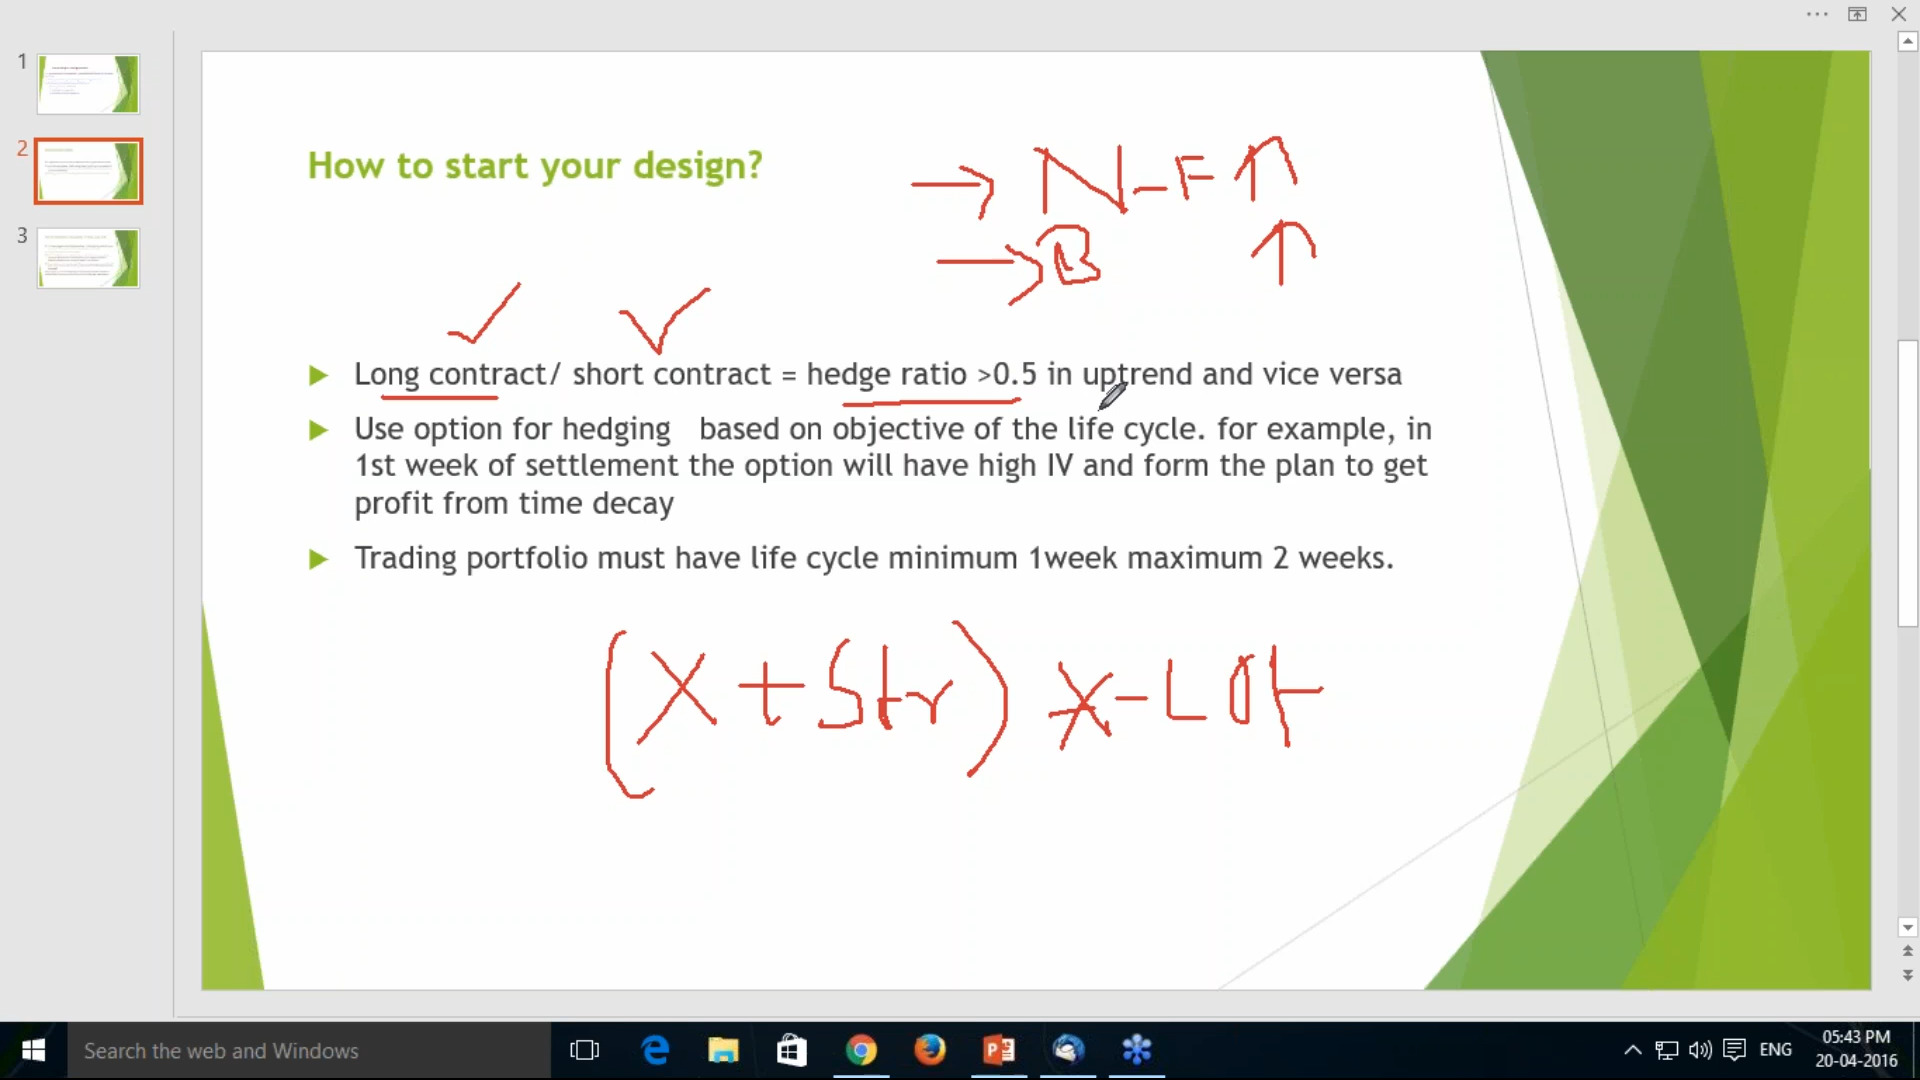 1
2
3
How to start your design?
N-F
B
Long contract/ short contract = hedge ratio >0.5 in uptrend and vice versa
Use option for hedging based on objective of the life cycle. for example, in
1st week of settlement the option will have high IV and form the plan to get
profit from time decay
Trading portfolio must have life cycle minimum 1week maximum 2 weeks.
(X + Str) X-Lot
Search the web and Windows
ENG
05:43 PM
20-04-2016